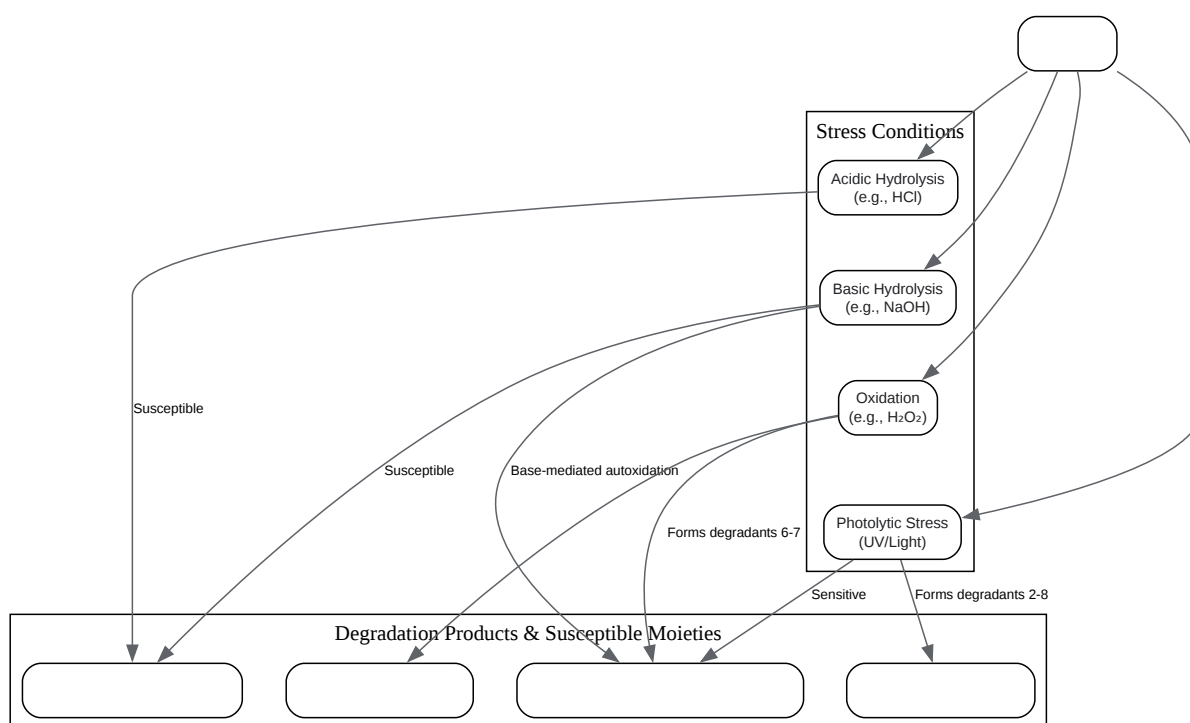 Stress Conditions
Acidic Hydrolysis
(e.g., HCl)
Basic Hydrolysis
(e.g., NaOH)
Oxidation
(e.g., H₂O₂)
Susceptible
Susceptible
Base-mediated autoxidation
Photolytic Stress
(UV/Light)
Forms degradants 6-7
Sensitive
Forms degradants 2-8
Degradation Products & Susceptible Moieties